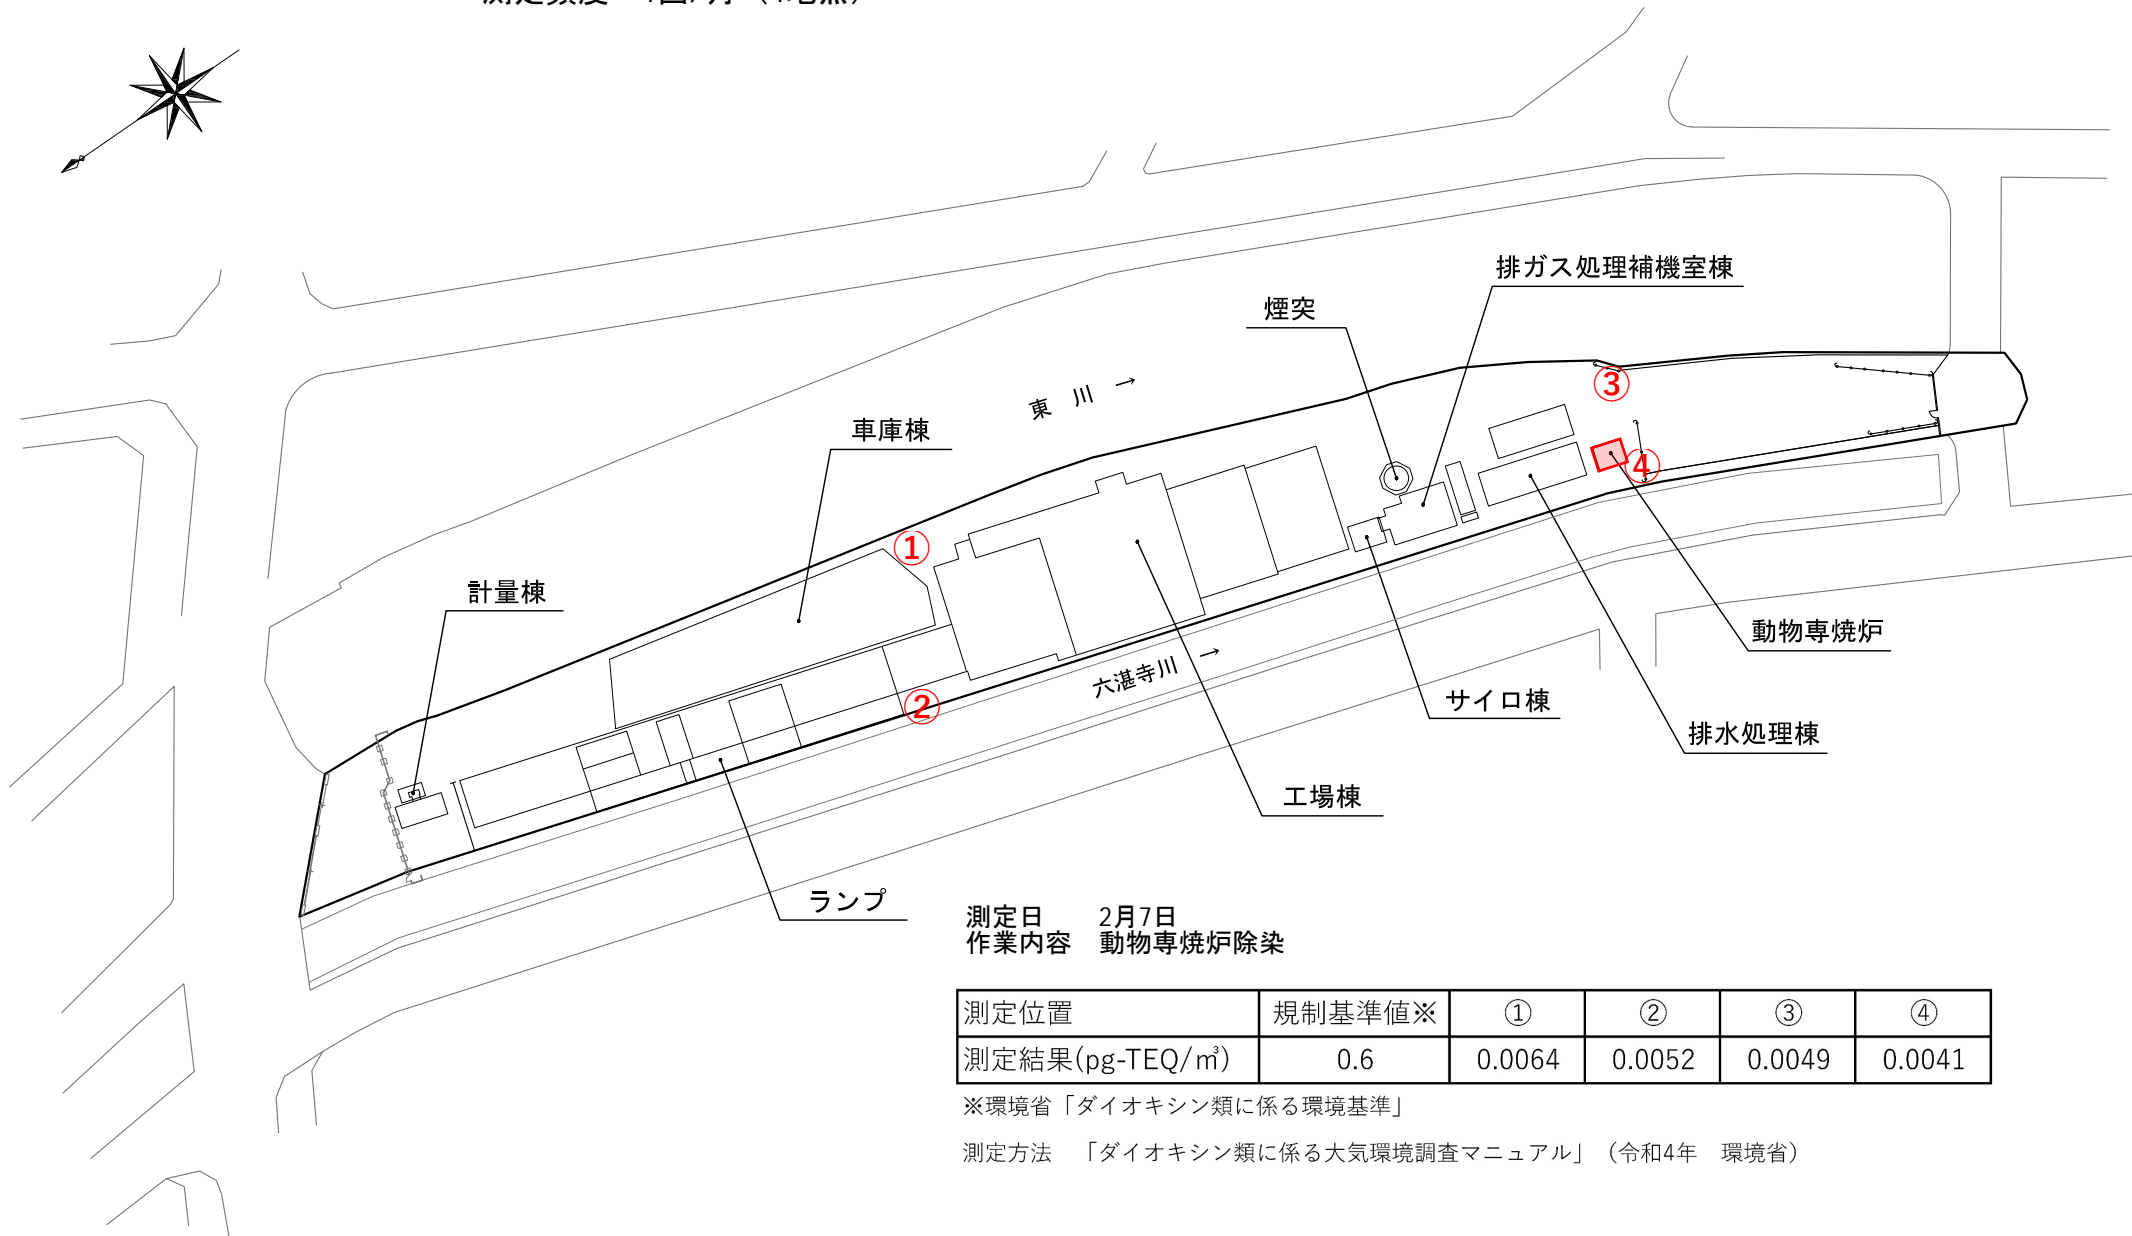 排ガス処理補機室棟
煙突
③
東 川 →
車庫棟
④
①
計量棟
動物専焼炉
六湛寺川 →
サイロ棟
②
排水処理棟
工場棟
ランプ
測定日 2月7日
作業内容 動物専焼炉除染
測定位置 規制基準値※ ① ② ③ ④
測定結果(pg-TEQ/㎥) 0.6 0.0064 0.0052 0.0049 0.0041
※環境省「ダイオキシン類に係る環境基準」
測定方法 「ダイオキシン類に係る大気環境調査マニュアル」（令和4年 環境省）